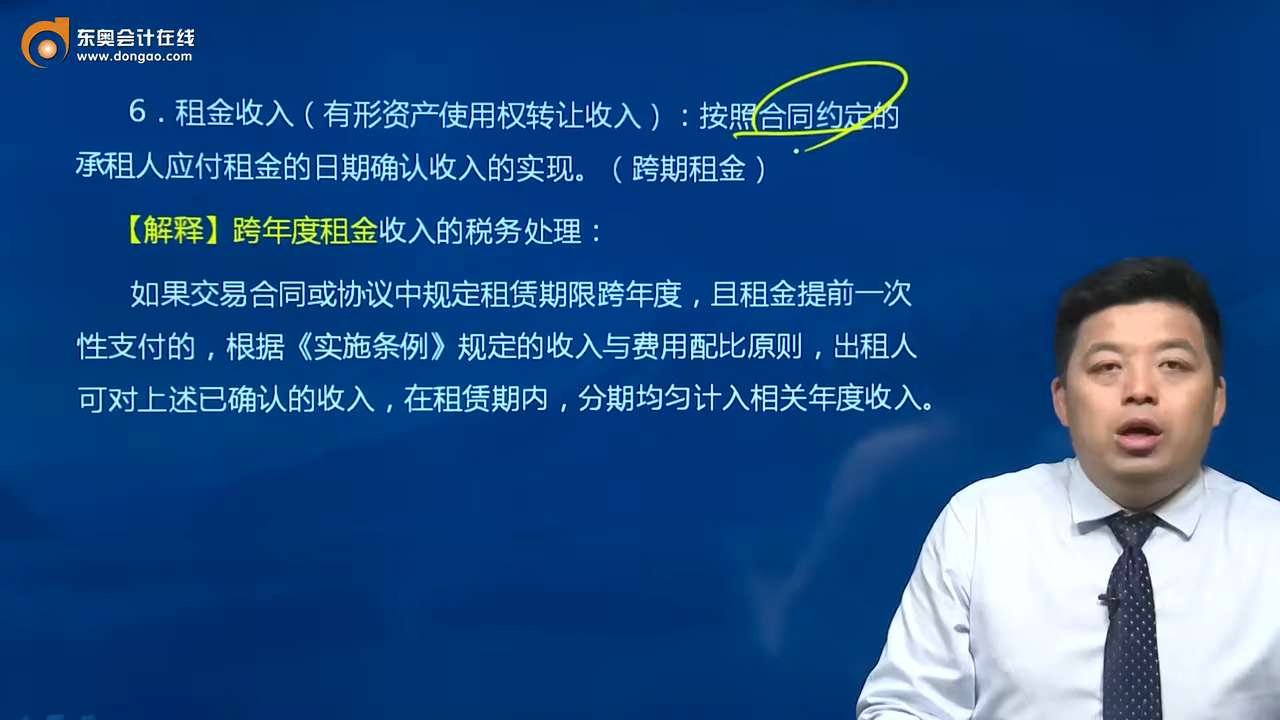 东奥会计在线
www.dongao.com
6．租金收入（有形资产使用权转让收入）：按照合同约定的
承租人应付租金的日期确认收入的实现。（跨期租金）
【解释】跨年度租金收入的税务处理：
如果交易合同或协议中规定租赁期限跨年度，且租金提前一次
性支付的，根据《实施条例》规定的收入与费用配比原则，出租人
可对上述已确认的收入，在租赁期内，分期均匀计入相关年度收入。